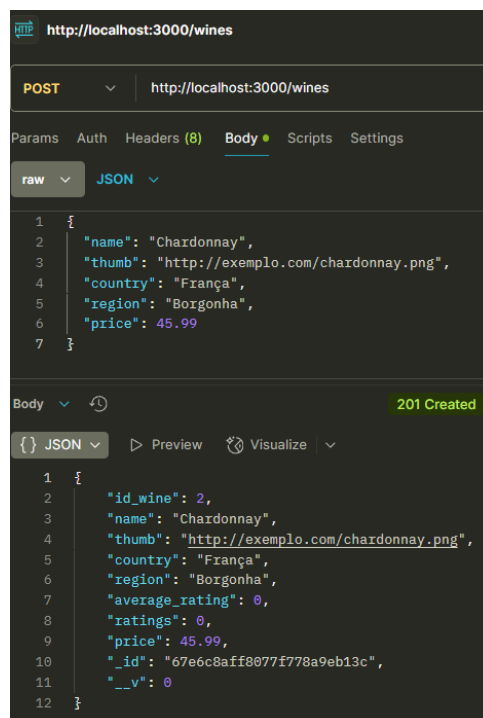 HTTP http://localhost:3000/wines
POST http://localhost:3000/wines
Params Auth Headers (8) Body Scripts Settings
raw JSON
1 {
2 "name": "Chardonnay",
3 "thumb": "http://exemplo.com/chardonnay.png",
4 "country": "França",
5 "region": "Borgonha",
6 "price": 45.99
7 }
Body 201 Created
{} JSON Preview Visualize
1 {
2 "id_wine": 2,
3 "name": "Chardonnay",
4 "thumb": "http://exemplo.com/chardonnay.png",
5 "country": "França",
6 "region": "Borgonha",
7 "average_rating": 0,
8 "ratings": 0,
9 "price": 45.99,
10 "_id": "67e6c8aff8077f778a9eb13c",
11 "__v": 0
12 }